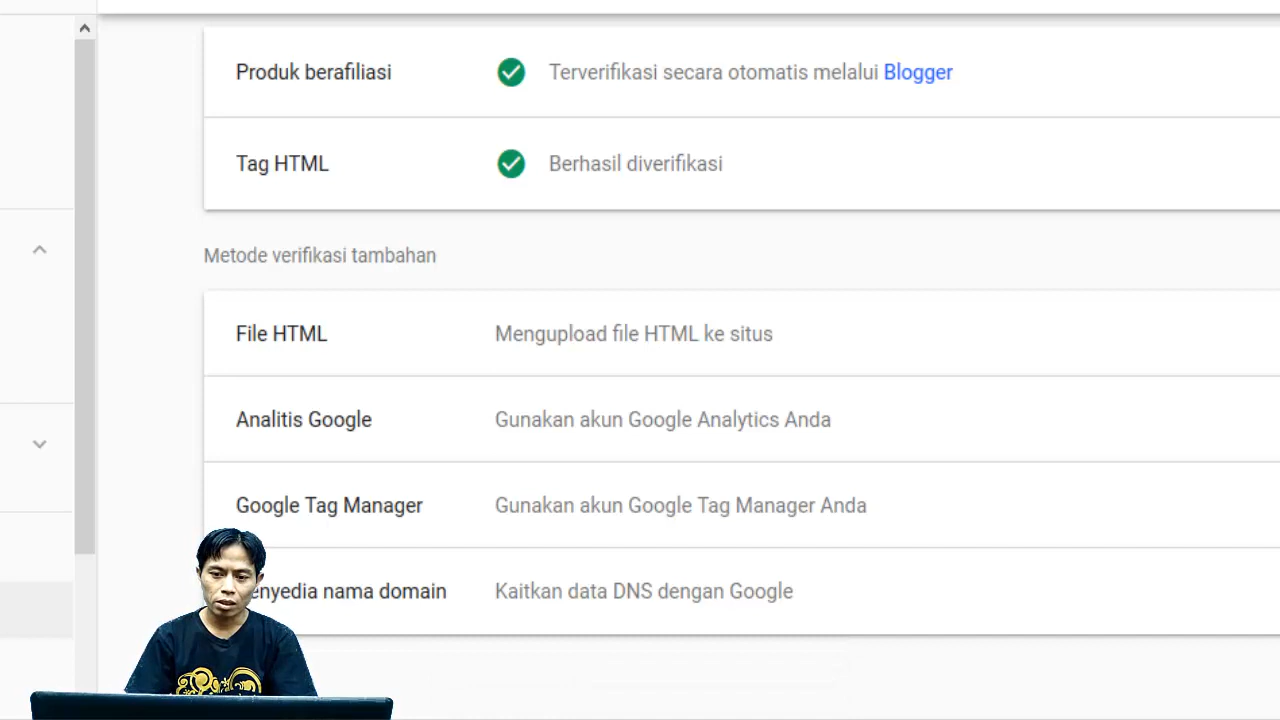 Produk berafiliasi Terverifikasi secara otomatis melalui Blogger
Tag HTML Berhasil diverifikasi
Metode verifikasi tambahan
File HTML Mengupload file HTML ke situs
Analitis Google Gunakan akun Google Analytics Anda
Google Tag Manager Gunakan akun Google Tag Manager Anda
enyedia nama domain Kaitkan data DNS dengan Google